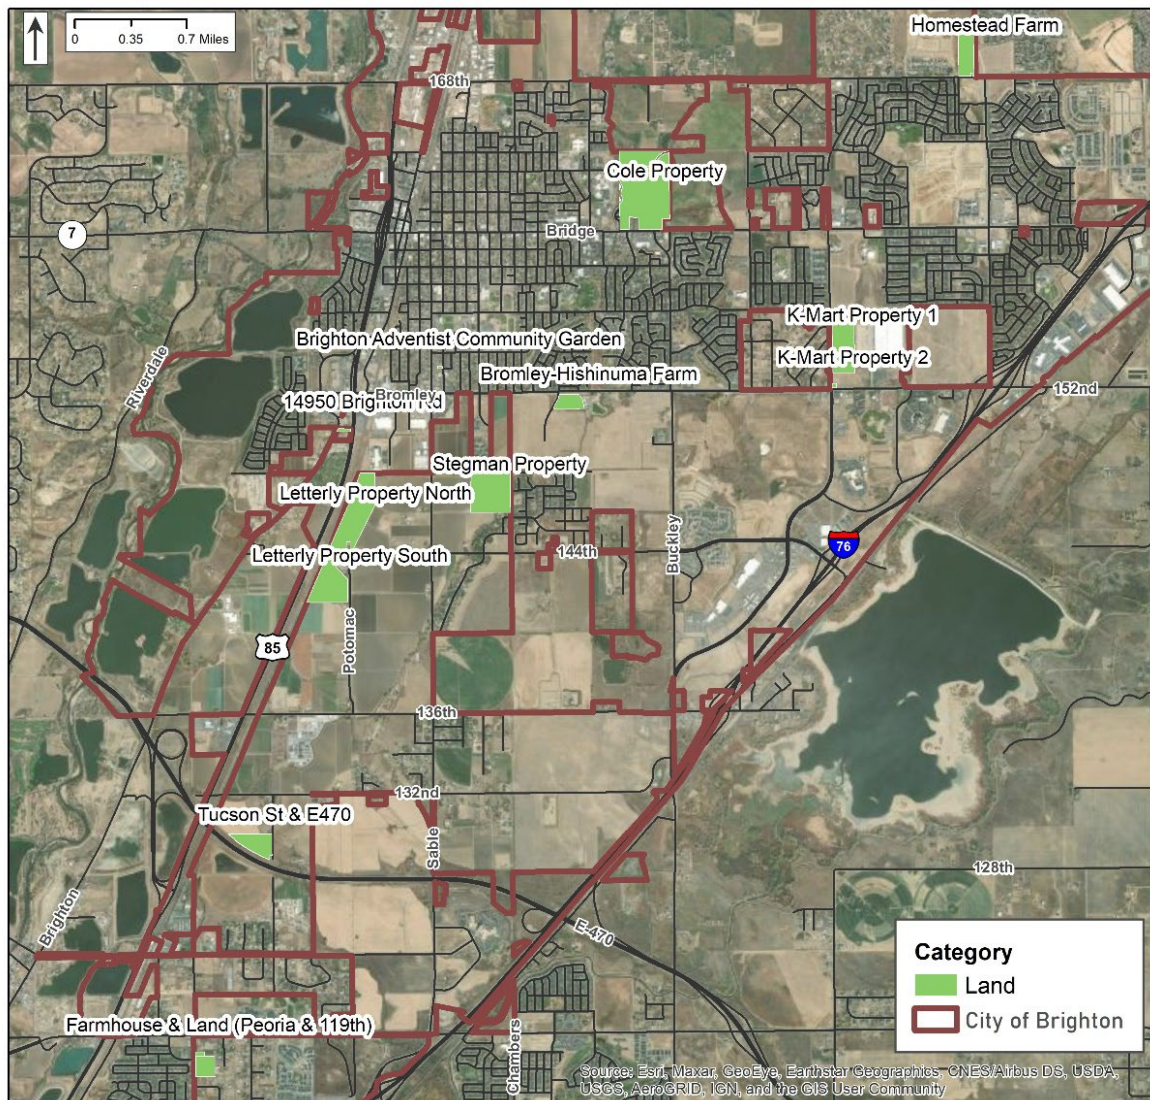 Homestead Farm
0 0.35 0.7 Miles
168th
Cole Property
7
Bridge
K-Mart Property 1
Brighton Adventist Community Garden
K-Mart Property 2
Riverdale
Bromley-Hishinuma Farm
152nd
Bromley
14950 Brighton Rd
Stegman Property
Letterly Property North
Buckley
76
144th
Letterly Property South
Potomac
85
136th
132nd
Tucson St & E470
Sable
128th
Brighton
E-470
Category
Land
City of Brighton
Farmhouse & Land (Peoria & 119th)
Chambers
Source: Esri, Maxar, GeoEye, Earthstar Geographics, CNES/Airbus DS, USDA,
USGS, AeroGRID, IGN, and the GIS User Community